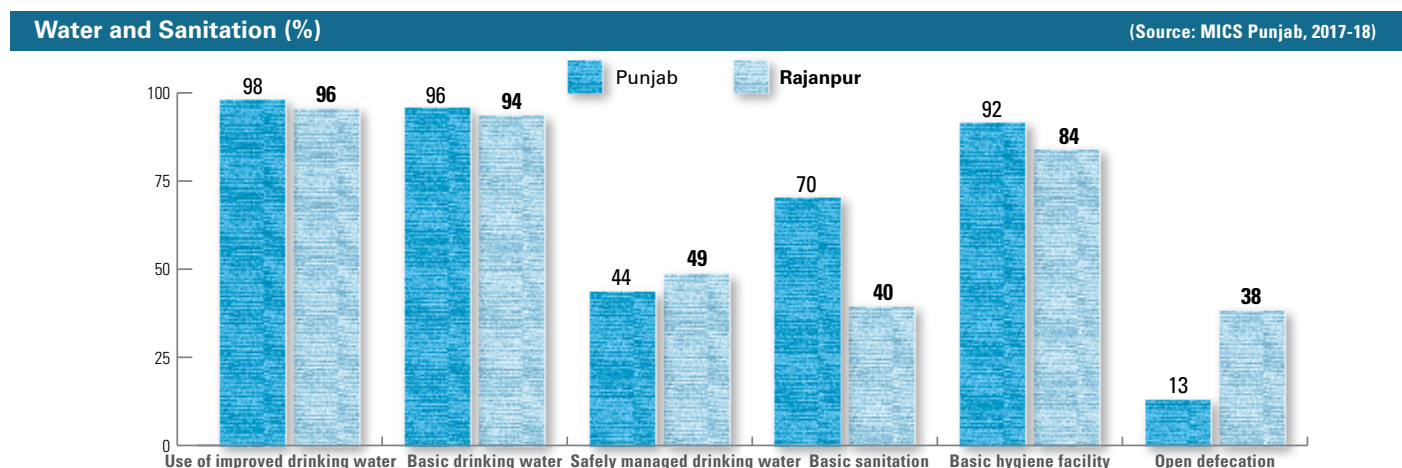 Water and Sanitation (%) (Source: MICS Punjab, 2017-18)
Punjab Rajanpur
98 96 96 94 44 49 70 40 92 84 13 38
100
75
50
25
0
Use of improved drinking water Basic drinking water Safely managed drinking water Basic sanitation Basic hygiene facility Open defecation